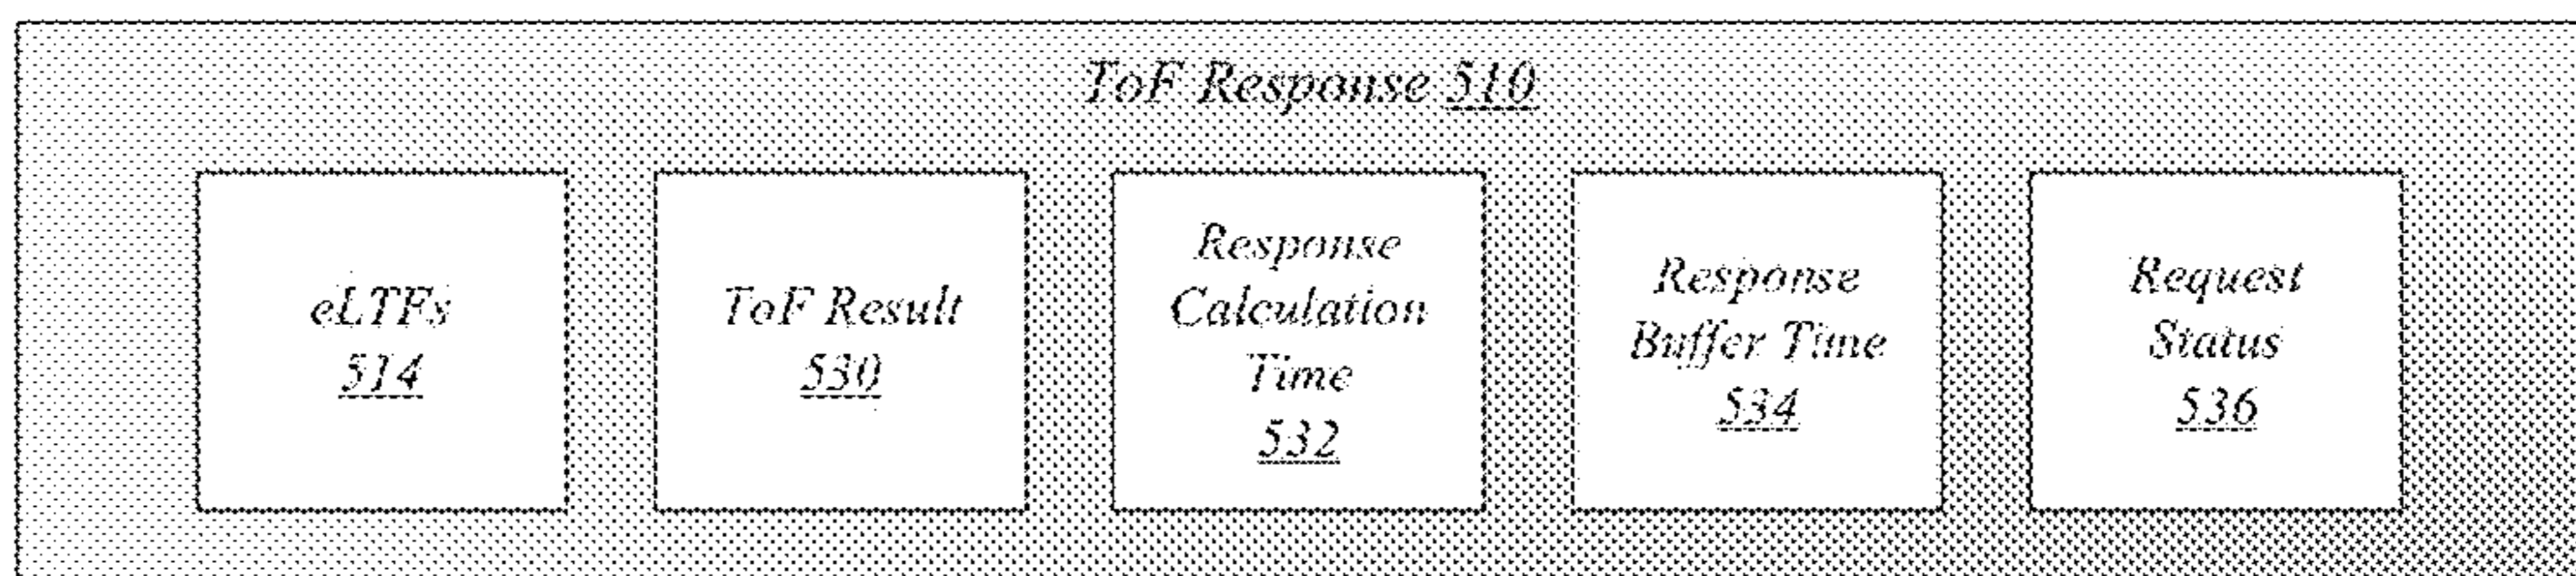 ToF Response 510
eLTFs
514
ToF Result
530
Response
Calculation
Time
532
Response
Buffer Time
534
Request
Status
536